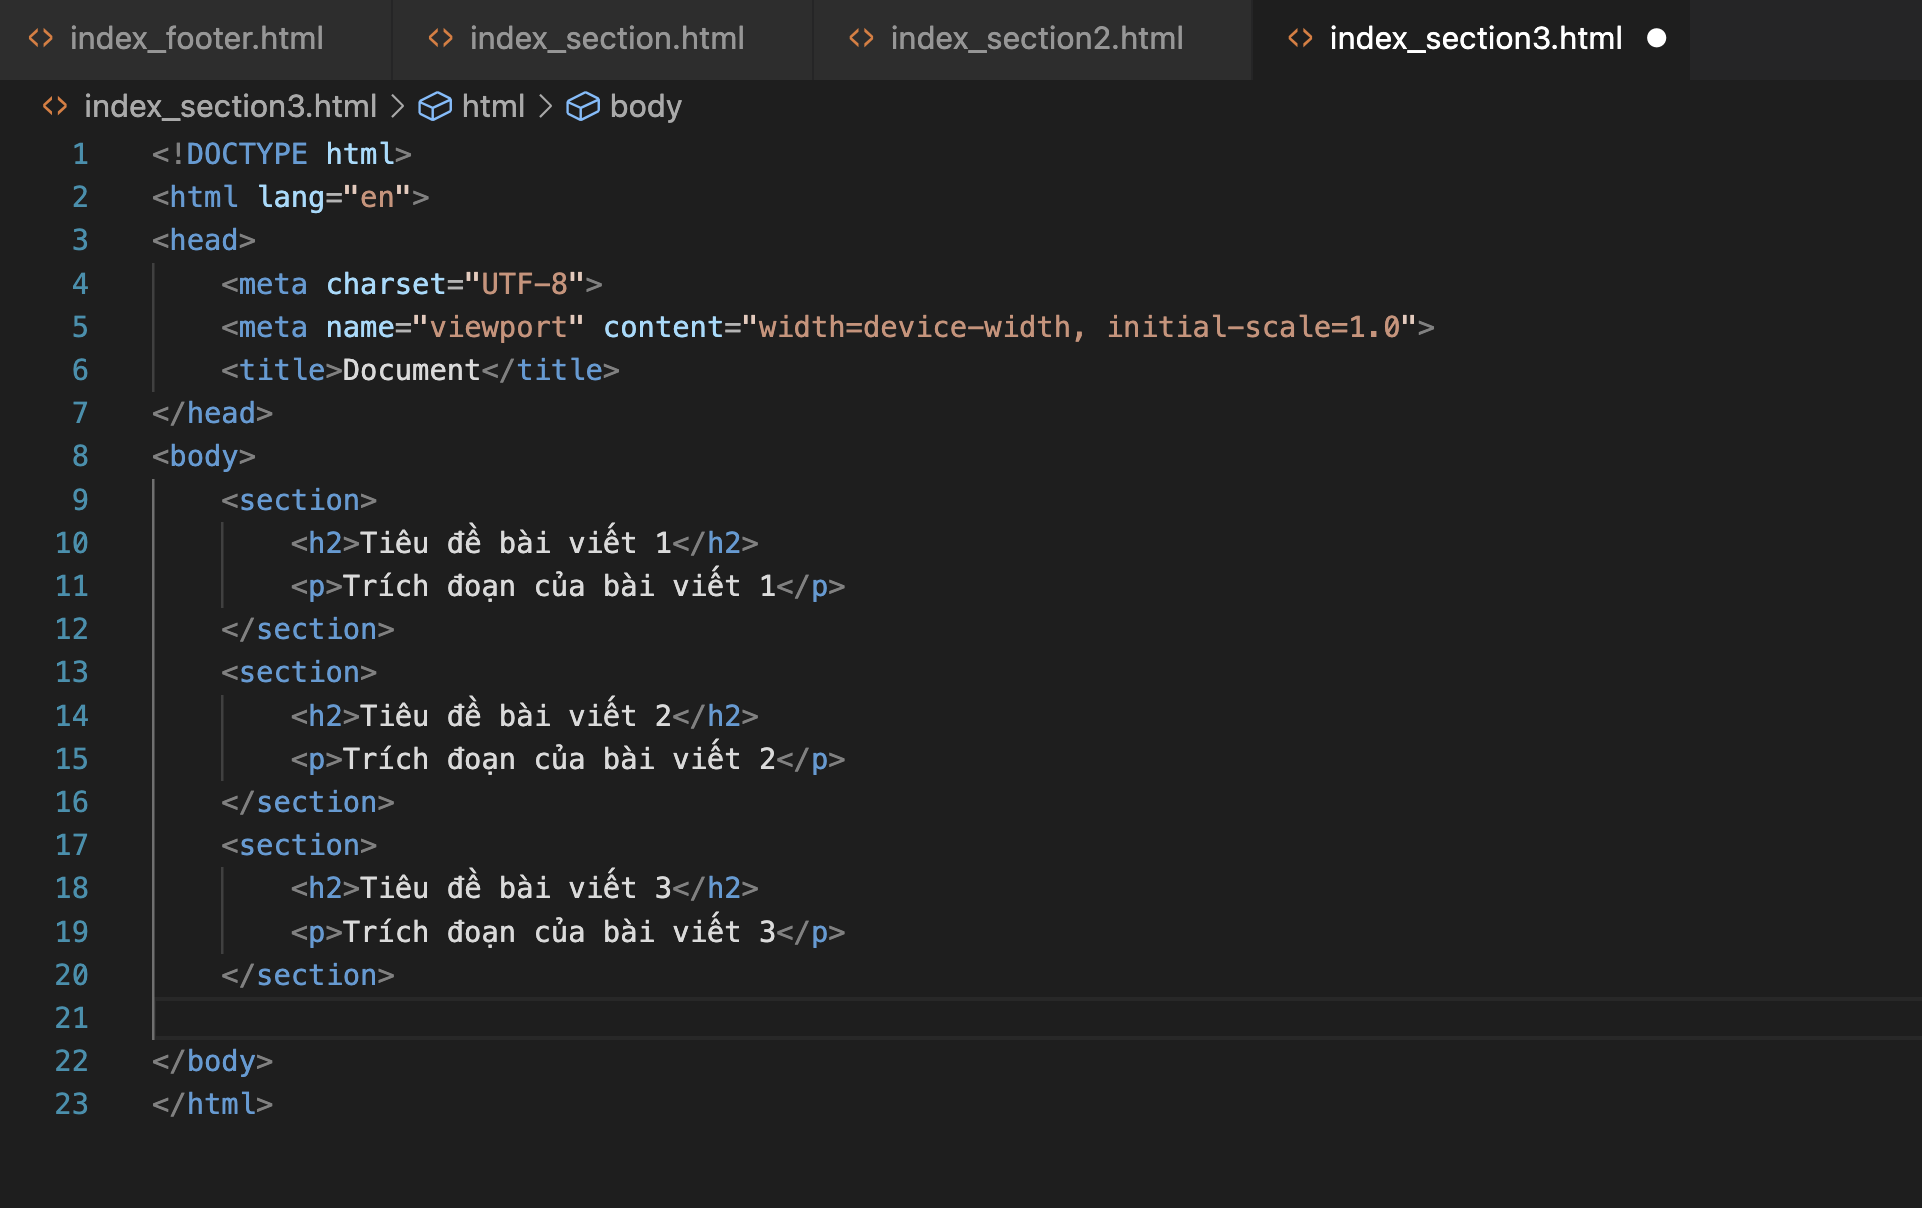 index_footer.html index_section.html index_section2.html index_section3.html
index_section3.html > html > body
1 <!DOCTYPE html>
2 <html lang="en">
3 <head>
4     <meta charset="UTF-8">
5     <meta name="viewport" content="width=device-width, initial-scale=1.0">
6     <title>Document</title>
7 </head>
8 <body>
9     <section>
10         <h2>Tiêu đề bài viết 1</h2>
11         <p>Trích đoạn của bài viết 1</p>
12     </section>
13     <section>
14         <h2>Tiêu đề bài viết 2</h2>
15         <p>Trích đoạn của bài viết 2</p>
16     </section>
17     <section>
18         <h2>Tiêu đề bài viết 3</h2>
19         <p>Trích đoạn của bài viết 3</p>
20     </section>
21
22 </body>
23 </html>